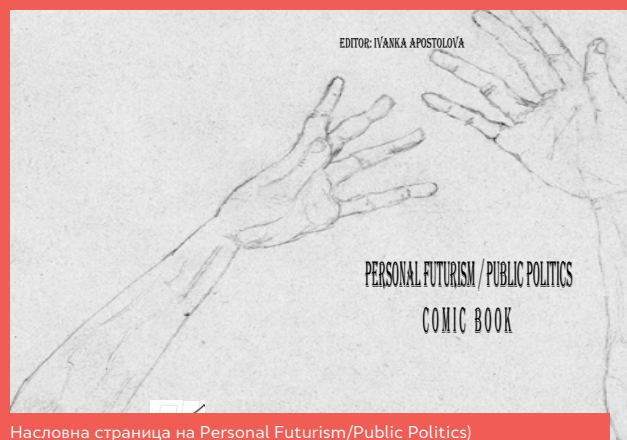 EDITOR: IVANKA APOSTOLOVA
PERSONAL FUTURISM / PUBLIC POLITICS
COMIC BOOK
Насловна страница на Personal Futurism/Public Politics)